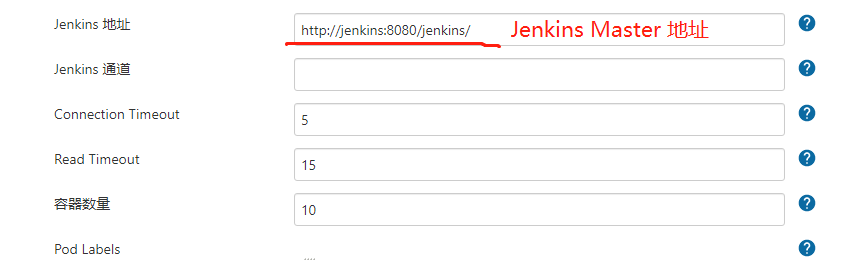 Jenkins 地址
http://jenkins:8080/jenkins/ Jenkins Master 地址
Jenkins 通道
Connection Timeout
5
Read Timeout
15
容器数量
10
Pod Labels
....